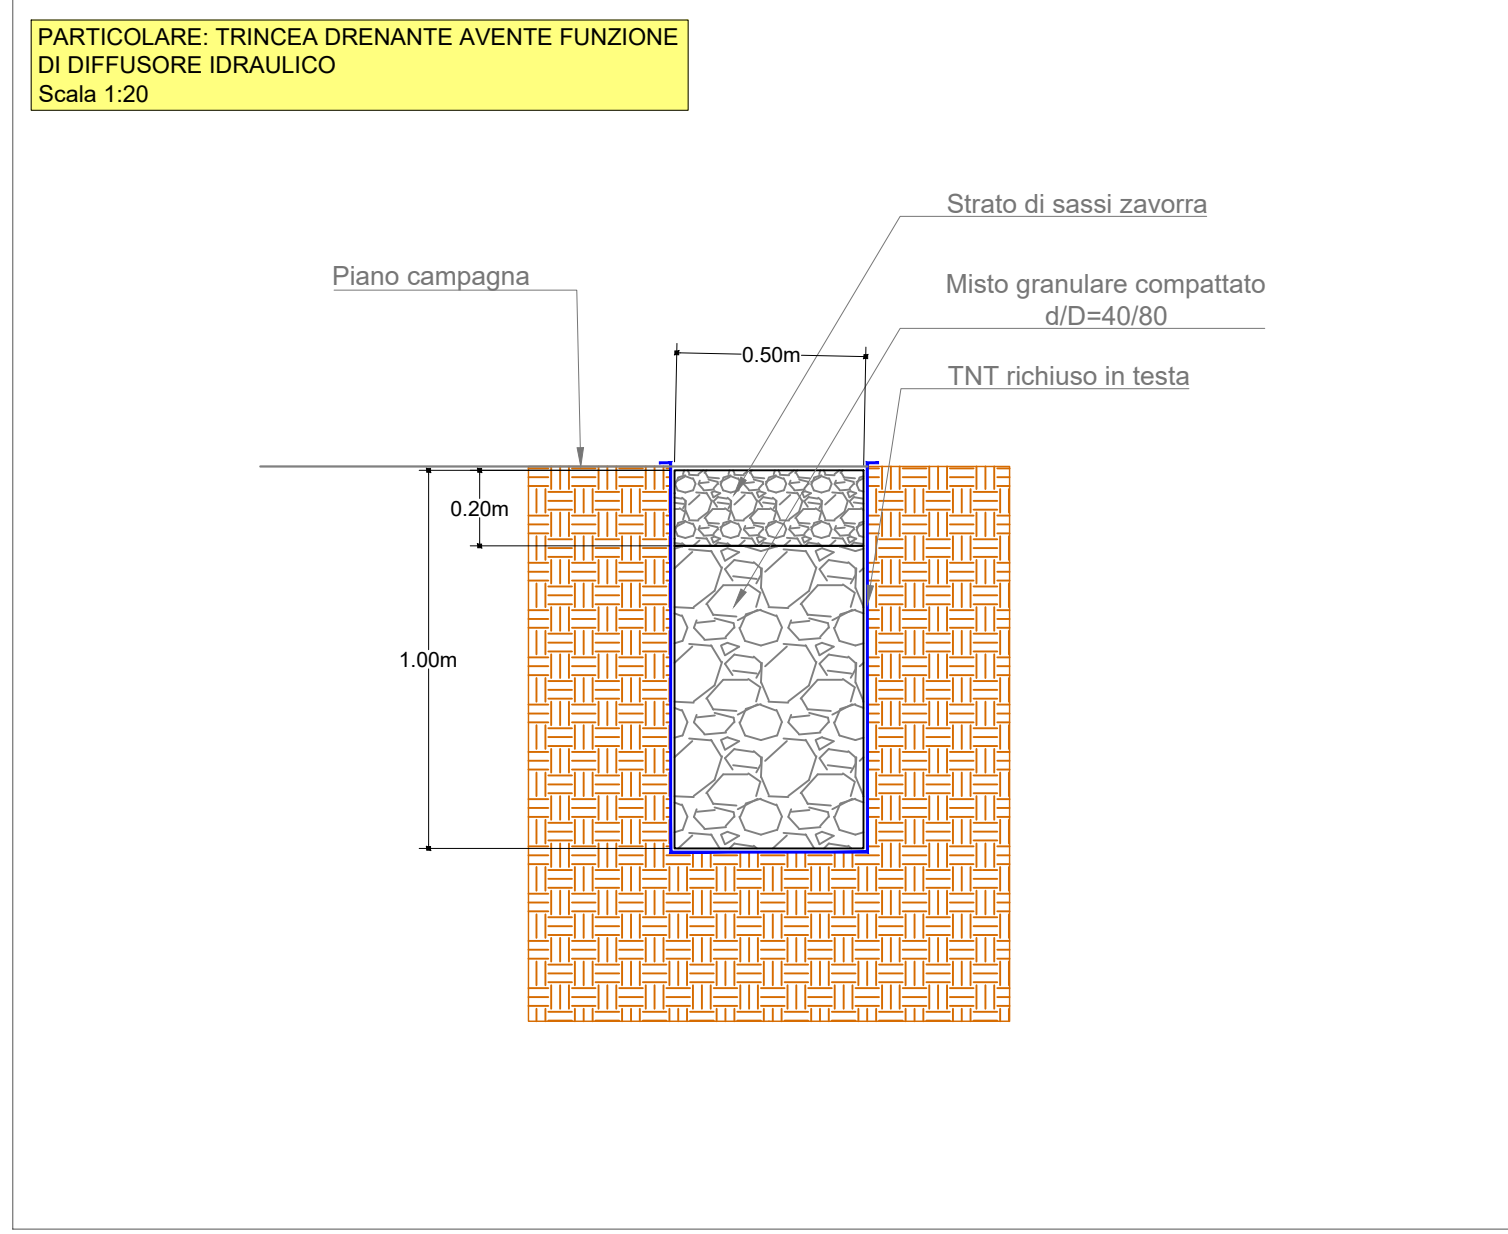 PARTICOLARE: TRINCEA DRENANTE AVENTE FUNZIONE
DI DIFFUSORE IDRAULICO
Scala 1:20
Strato di sassi zavorra
Piano campagna
Misto granulare compattato
d/D=40/80
0.50m
TNT richiuso in testa
0.20m
1.00m